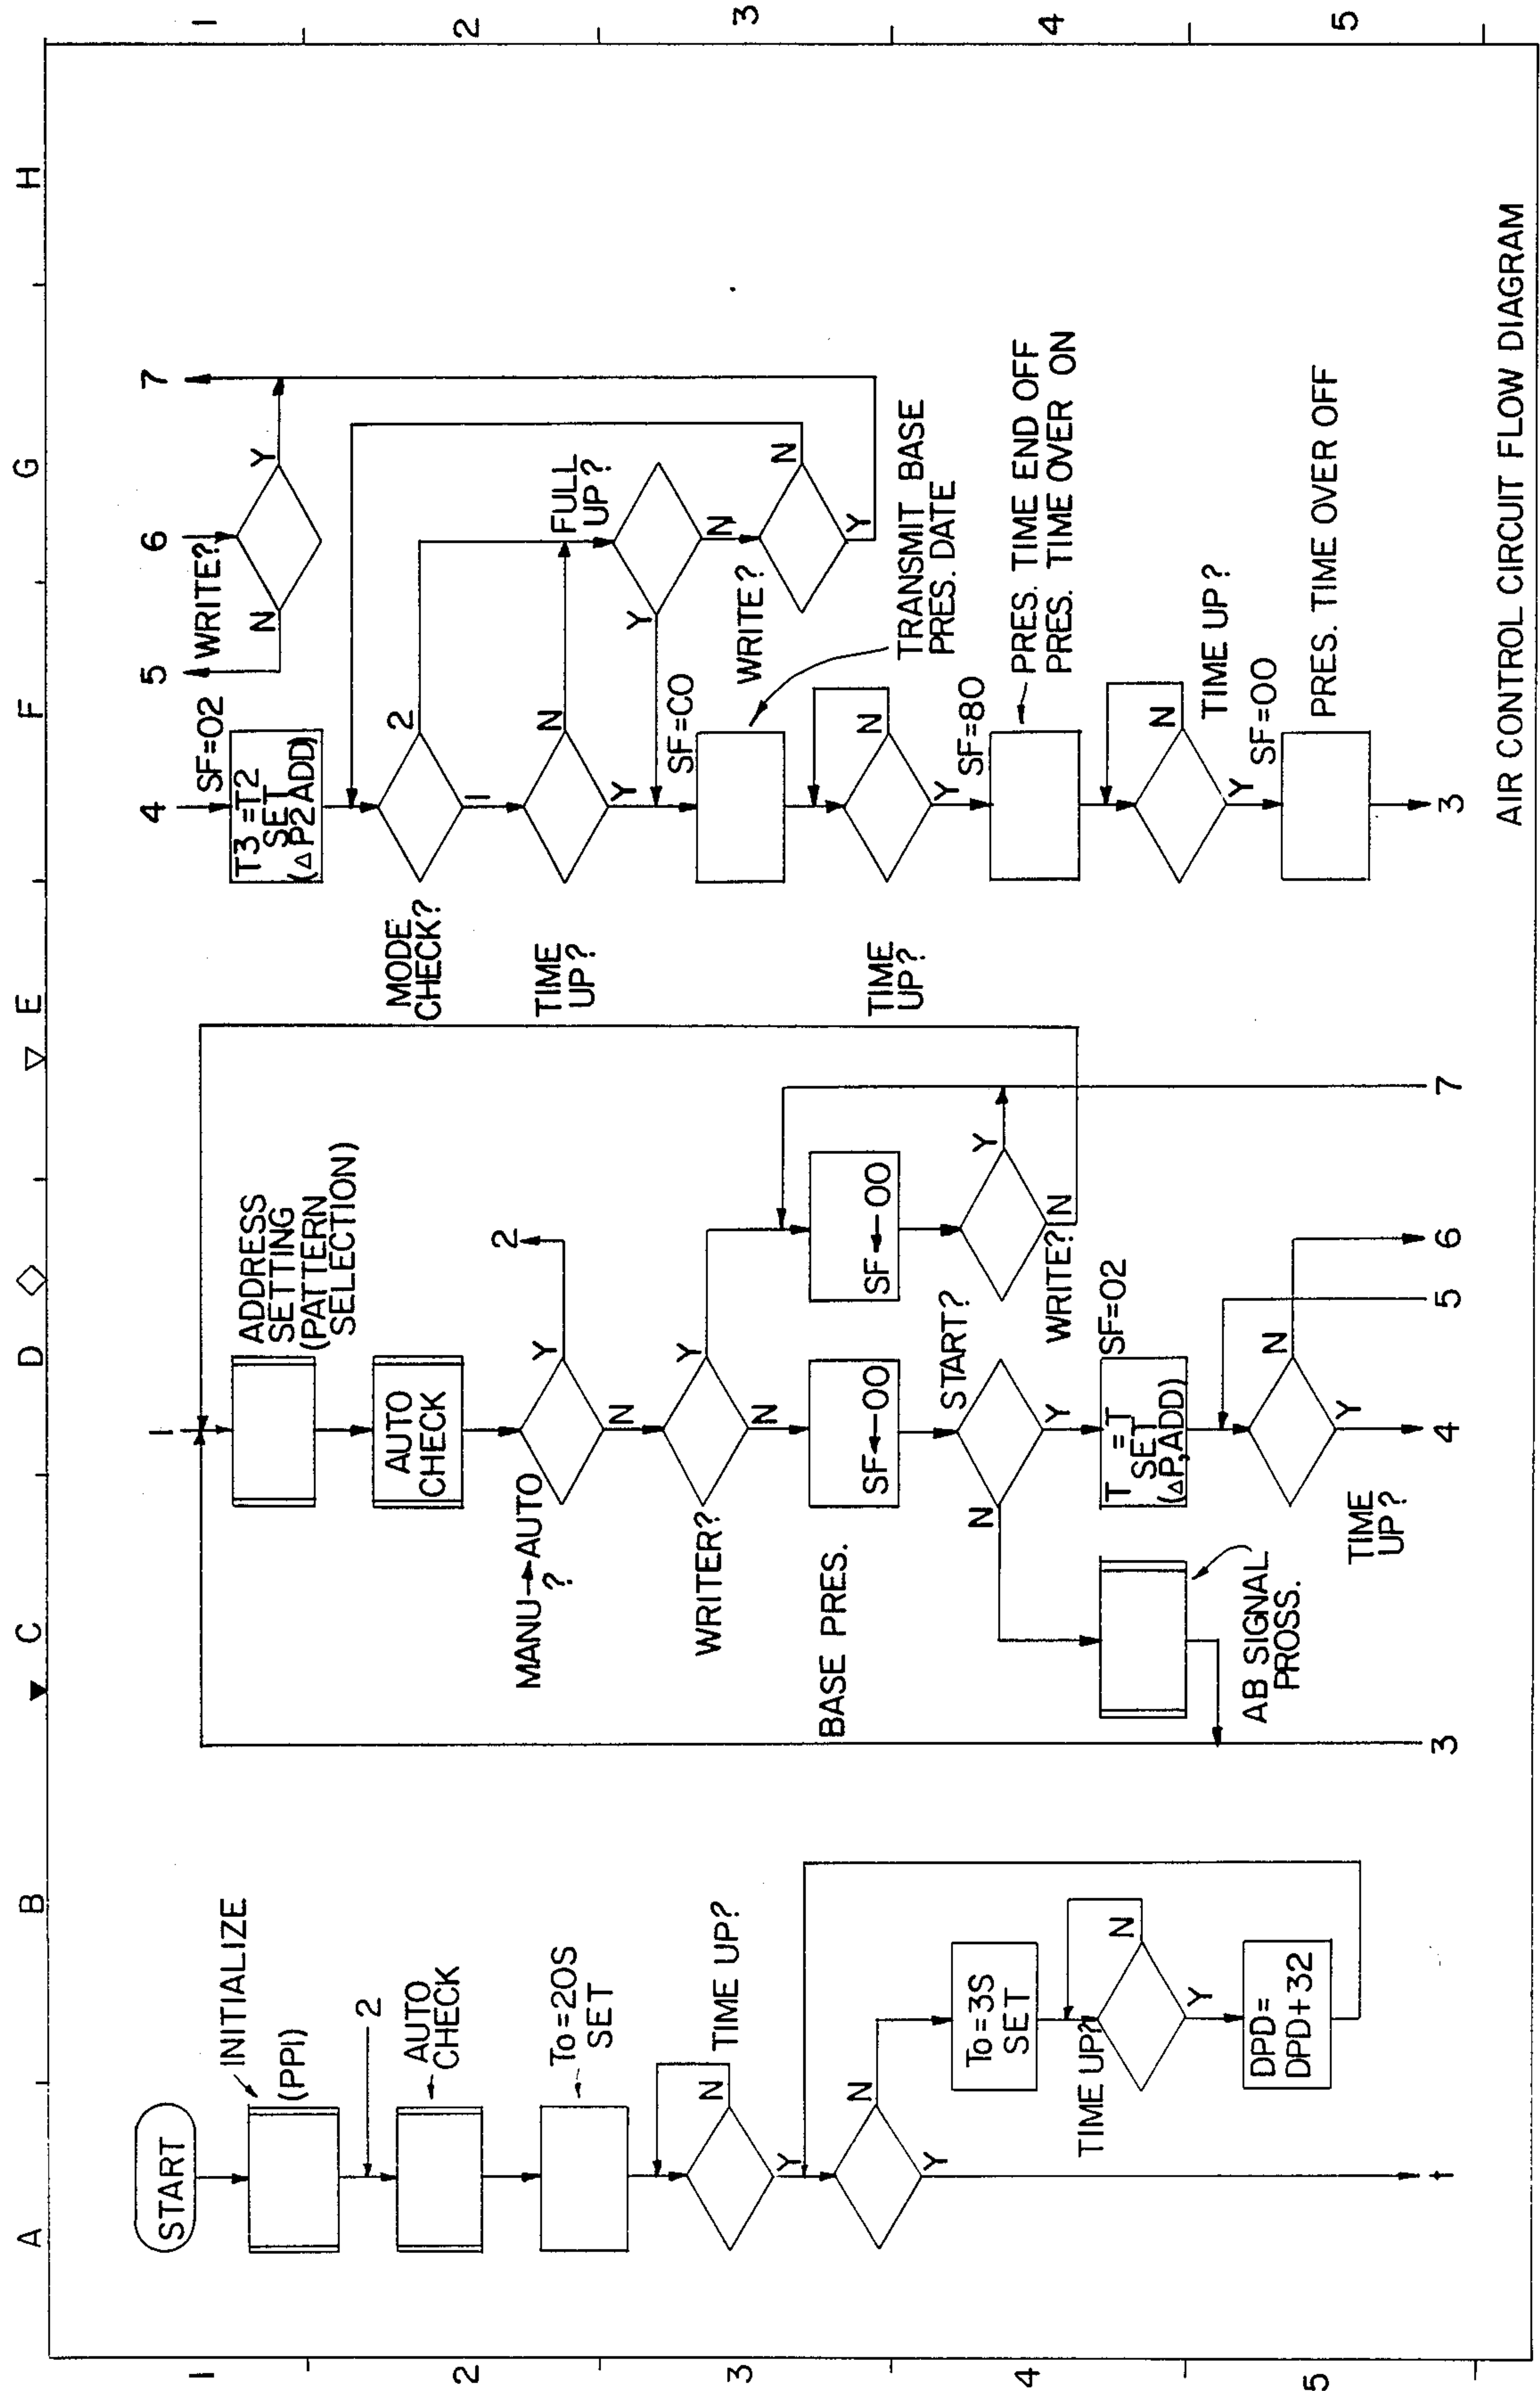 A
B
C
D
E
F
G
H
1
2
3
4
5
START
INITIALIZE
(PPI)
2
AUTO
CHECK
To=20S
SET
TIME UP?
N
Y
N
Y
To=3S
SET
TIME UP?
N
Y
DPD=
DPD+32
1
ADDRESS
SETTING
(PATTERN
SELECTION)
AUTO
CHECK
MANU→AUTO
?
Y
2
N
WRITER?
Y
N
BASE PRES.
SF←00
SF←00
START?
N
Y
WRITE?
Y
N
SF=02
T =T
SET
(△P,ADD)
AB SIGNAL
PROSS.
TIME
UP?
N
Y
3
4
5
6
7
4
5
6
7
SF=02
WRITE?
N
Y
T3=T2
SET
(△P2ADD)
MODE
CHECK?
2
1
TIME
UP?
N
Y
FULL
UP?
Y
N
SF=C0
WRITE?
N
Y
TRANSMIT BASE
PRES. DATE
TIME
UP?
N
Y
SF=80
PRES. TIME END OFF
PRES. TIME OVER ON
TIME UP?
N
Y
SF=00
PRES. TIME OVER OFF
3
1
2
3
4
5
AIR CONTROL CIRCUIT FLOW DIAGRAM